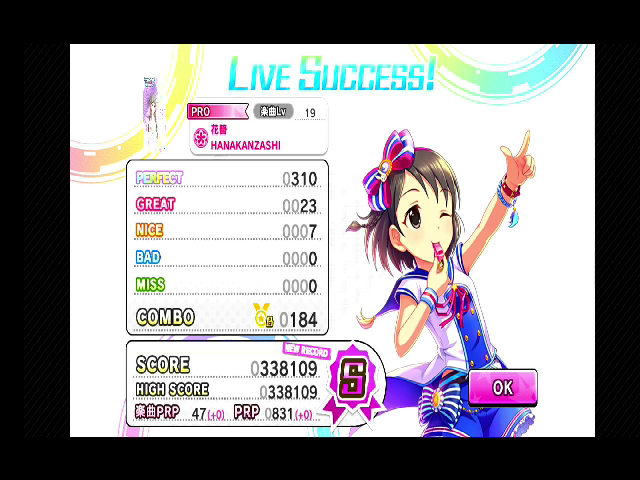 LIVE SUCCESS!
PRO 楽曲Lv 19
花簪
HANAKANZASHI
PERFECT 0310
GREAT 0023
NICE 0007
BAD 0000
MISS 0000
COMBO 0184
NEW RECORD
SCORE 0338109
HIGH SCORE 0338109
楽曲PRP 47(+0) PRP 0831(+0)
S
OK